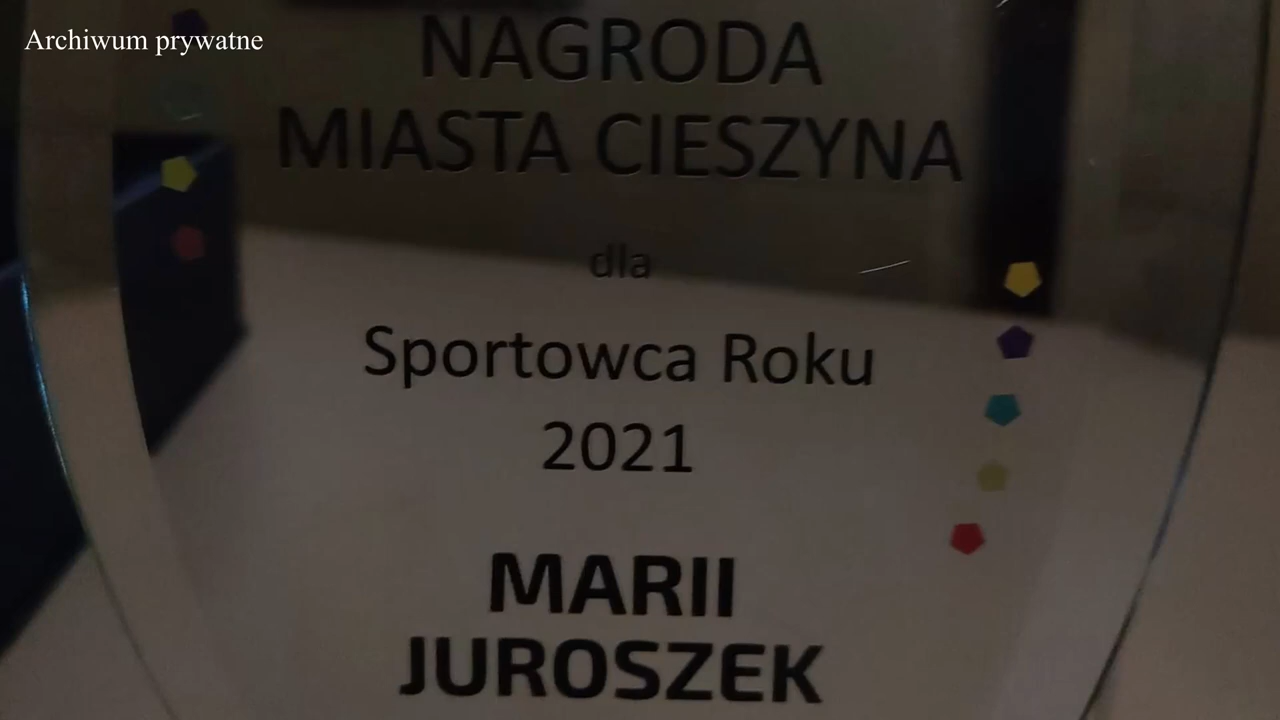 Archiwum prywatne
NAGRODA
MIASTA CIESZYNA
dla
Sportowca Roku
2021
MARII
JUROSZEK